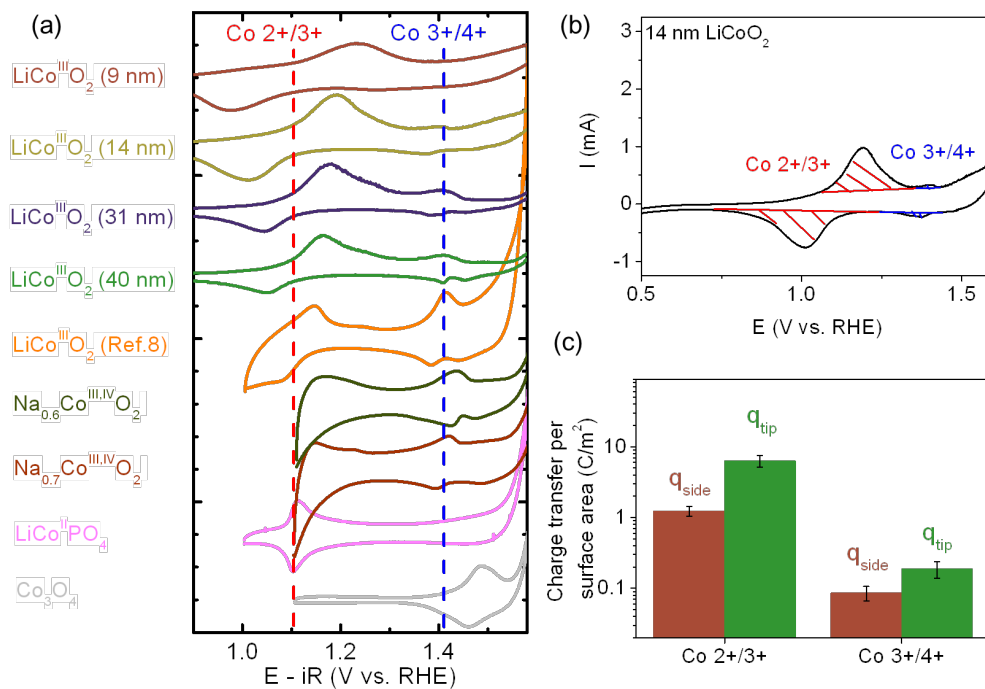 (a)
Co 2+/3+
Co 3+/4+
LiCoᴵᴵᴵO₂ (9 nm)
LiCoᴵᴵᴵO₂ (14 nm)
LiCoᴵᴵᴵO₂ (31 nm)
LiCoᴵᴵᴵO₂ (40 nm)
LiCoᴵᴵᴵO₂ (Ref.8)
Na₀.₆Coᴵᴵᴵ,ᴵⱽO₂
Na₀.₇Coᴵᴵᴵ,ᴵⱽO₂
LiCoᴵᴵPO₄
Co₃O₄
1.0 1.2 1.4
E - iR (V vs. RHE)
(b)
14 nm LiCoO₂
3
2
1
0
-1
I (mA)
Co 2+/3+
Co 3+/4+
0.5 1.0 1.5
E (V vs. RHE)
(c)
Charge transfer per
surface area (C/m²)
10
1
0.1
q_side
q_tip
q_side
q_tip
Co 2+/3+ Co 3+/4+